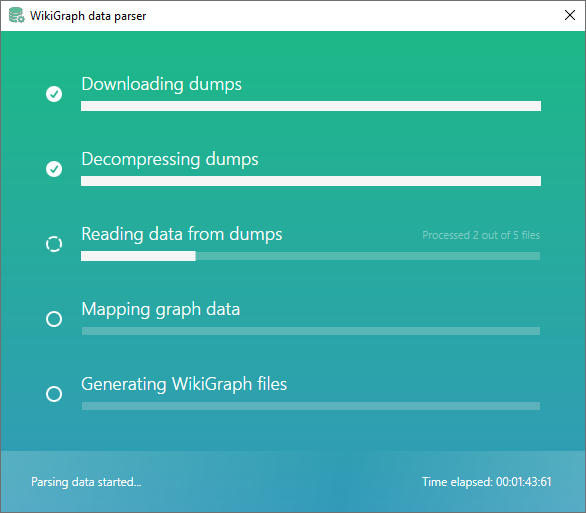 WikiGraph data parser
Downloading dumps
Decompressing dumps
Reading data from dumps
Processed 2 out of 5 files
Mapping graph data
Generating WikiGraph files
Parsing data started...
Time elapsed: 00:01:43:61